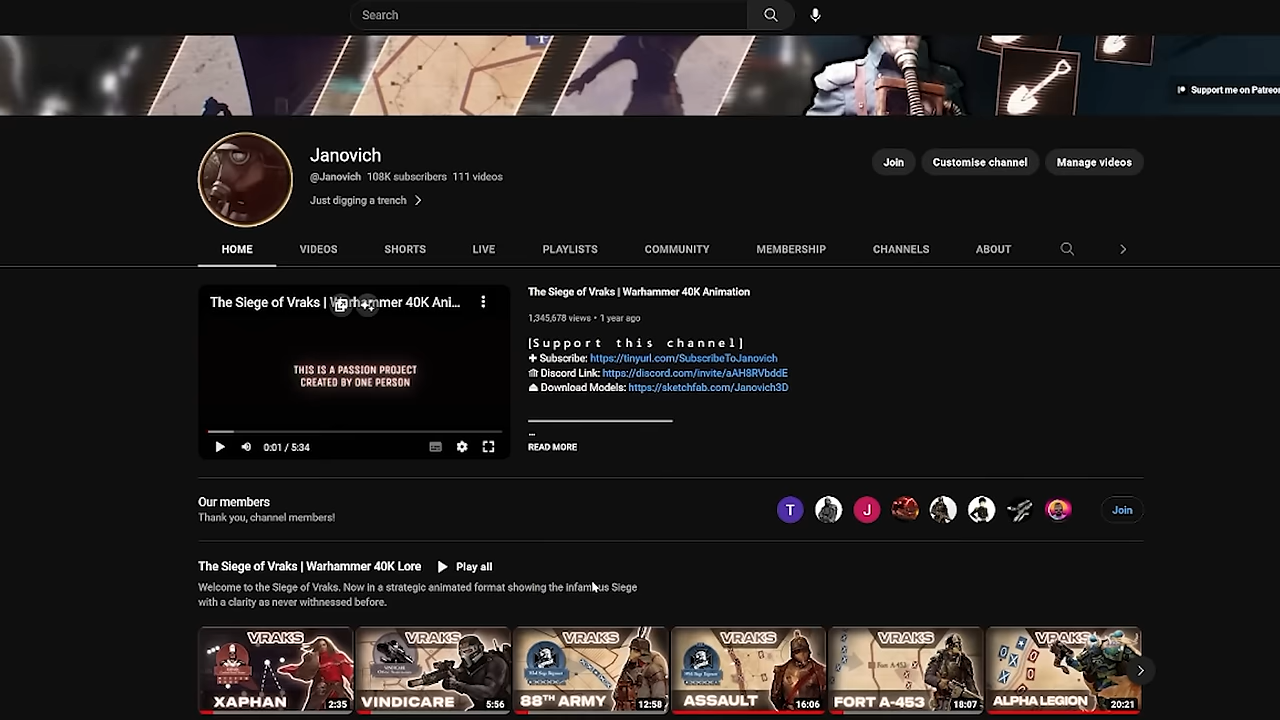 Search
Support me on Patreon
Janovich
@Janovich 108K subscribers 111 videos
Just digging a trench
Join
Customise channel
Manage videos
HOME
VIDEOS
SHORTS
LIVE
PLAYLISTS
COMMUNITY
MEMBERSHIP
CHANNELS
ABOUT
The Siege of Vraks | Warhammer 40K Ani...
THIS IS A PASSION PROJECT
CREATED BY ONE PERSON
0:01 / 5:34
The Siege of Vraks | Warhammer 40K Animation
1,345,678 views • 1 year ago
[Support this channel]
✚ Subscribe: https://tinyurl.com/SubscribeToJanovich
🏛 Discord Link: https://discord.com/invite/aAH8RVbddE
⏏ Download Models: https://sketchfab.com/Janovich3D
...
READ MORE
Our members
Thank you, channel members!
T
J
Join
The Siege of Vraks | Warhammer 40K Lore
Play all
Welcome to the Siege of Vraks. Now in a strategic animated format showing the infamous Siege
with a clarity as never withnessed before.
VRAKS
XAPHAN
2:35
VRAKS
VINDICARE
5:56
VRAKS
88TH ARMY
12:58
VRAKS
ASSAULT
16:06
VRAKS
Fort A-453
FORT A-453
18:07
VRAKS
ALPHA LEGION
20:21